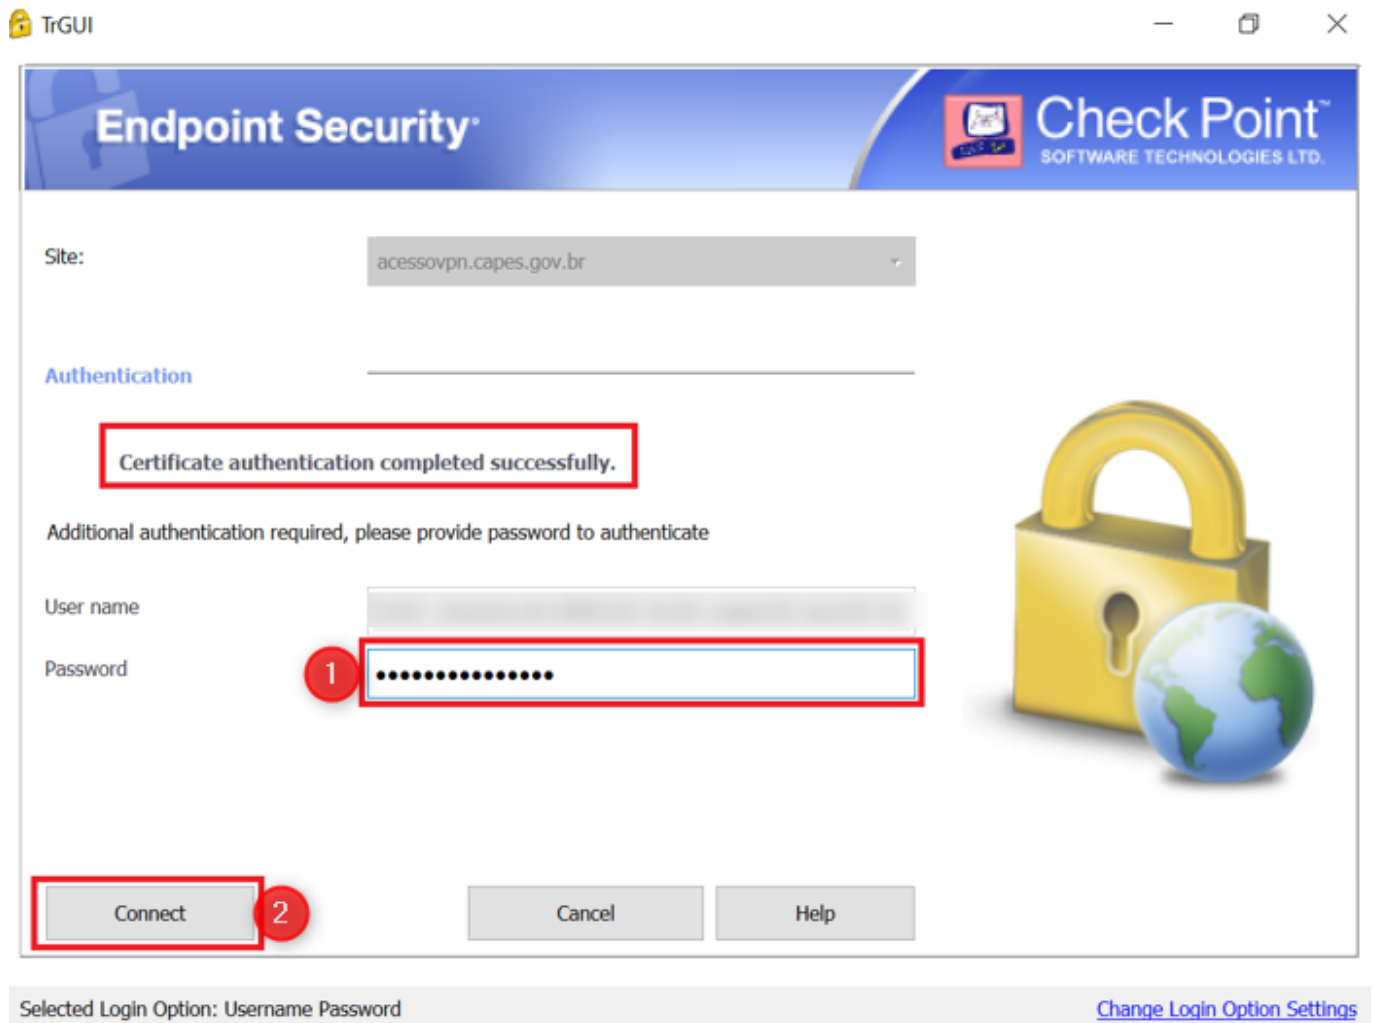 TrGUI
Endpoint Security
Check Point™
SOFTWARE TECHNOLOGIES LTD.
Site:
acessovpn.capes.gov.br
Authentication
Certificate authentication completed successfully.
Additional authentication required, please provide password to authenticate
User name
Password
1
•••••••••••••••
Connect
2
Cancel
Help
Selected Login Option: Username Password
Change Login Option Settings